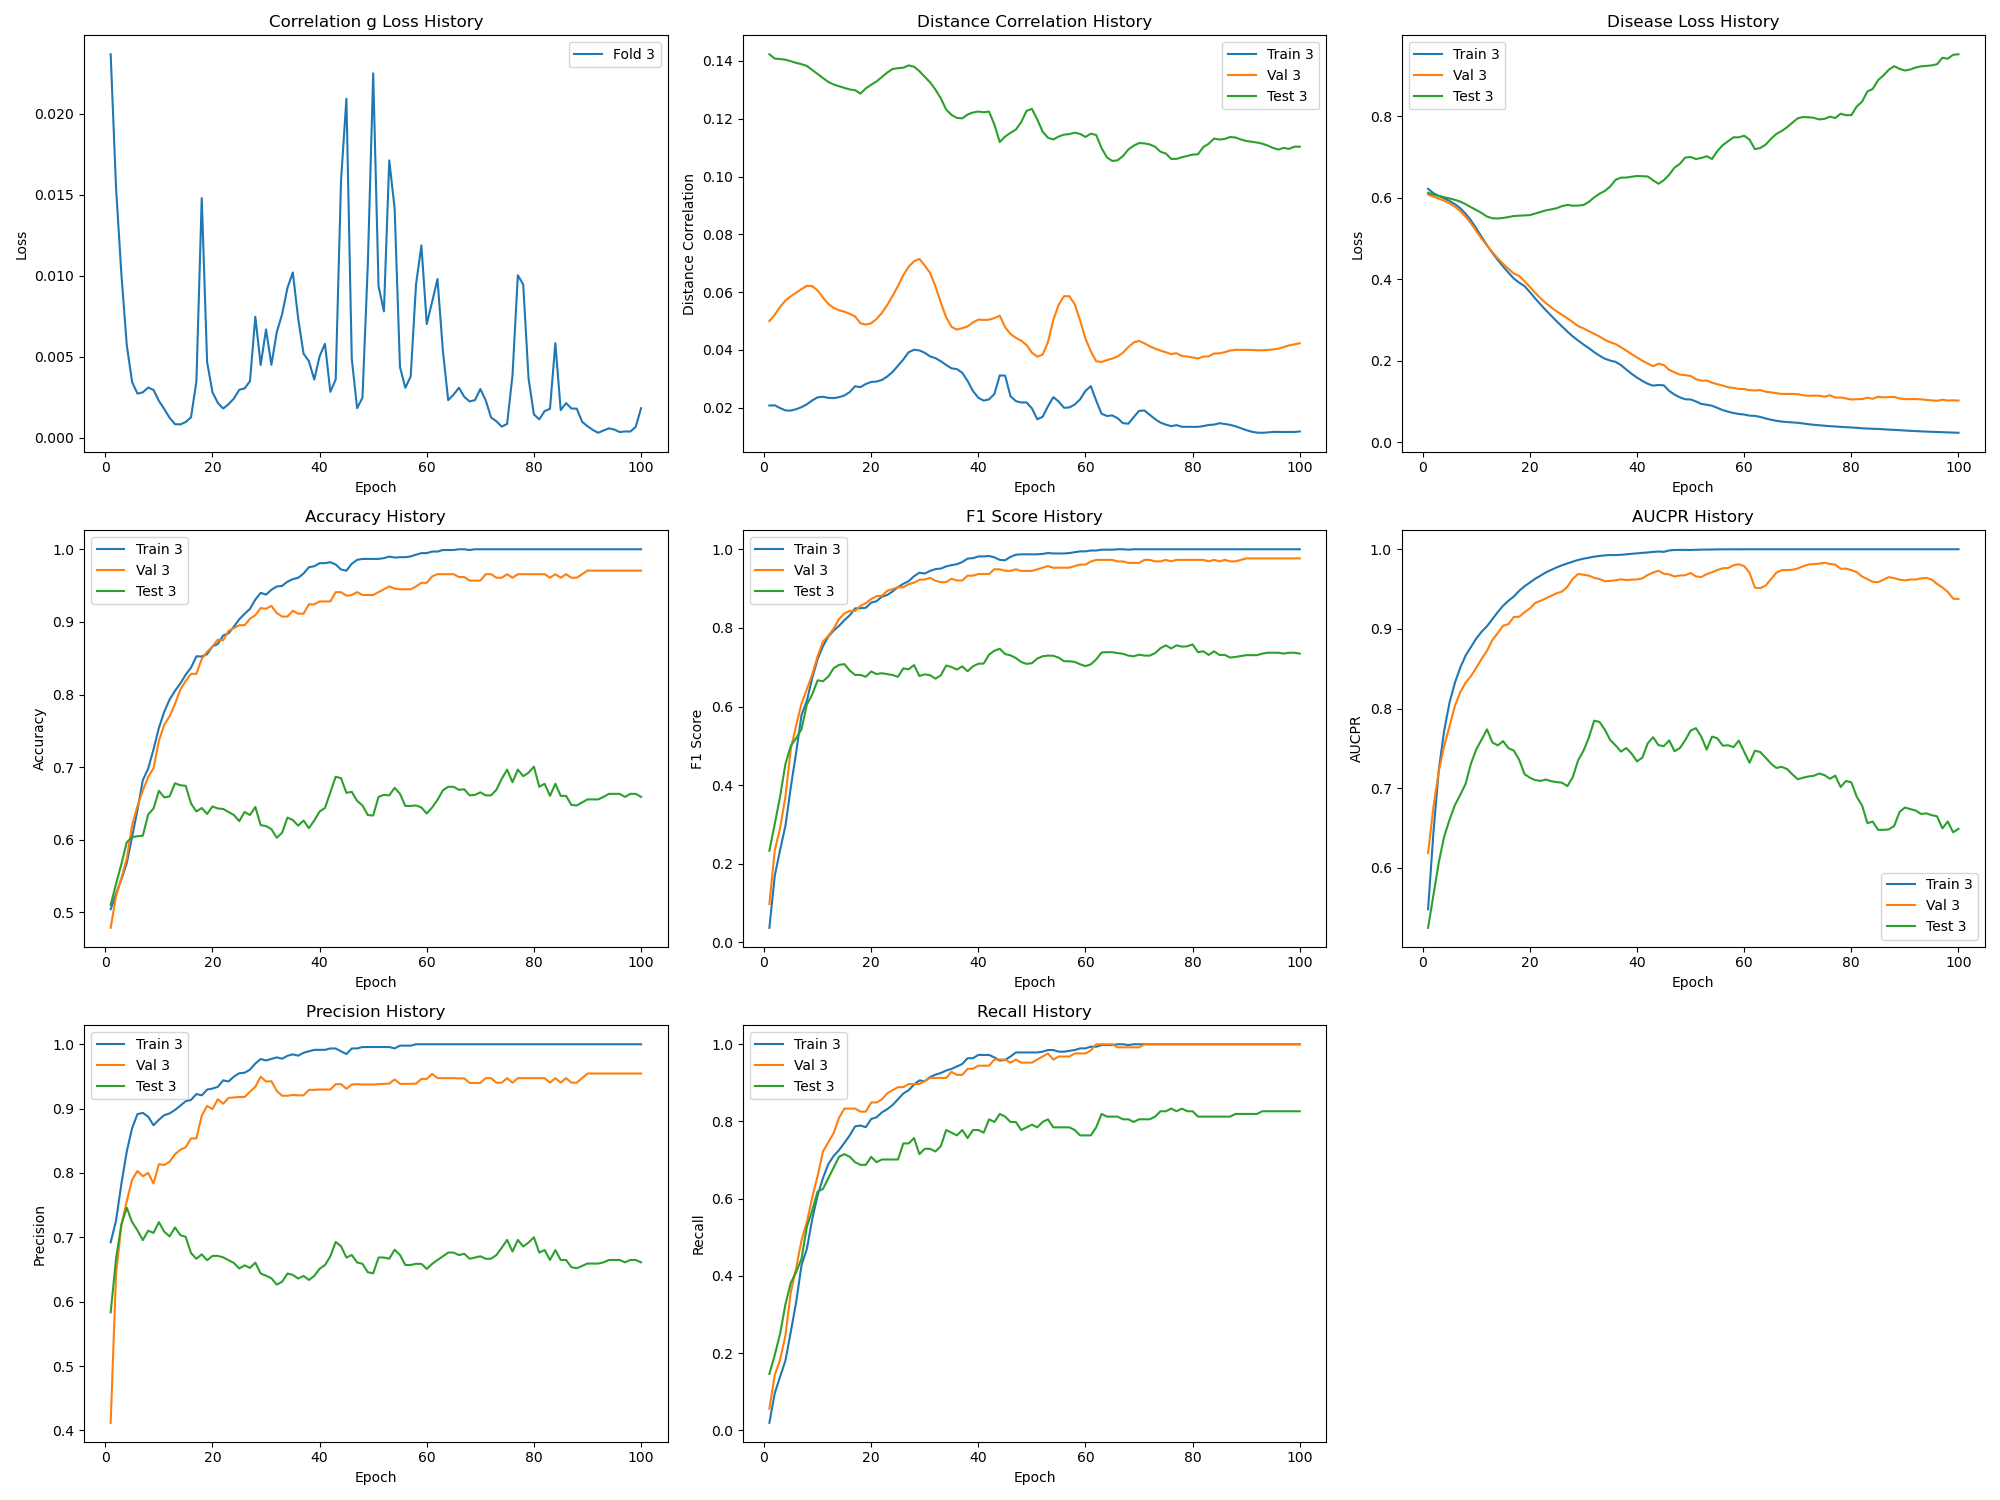 Correlation g Loss History
Loss
0.020
0.015
0.010
0.005
0.000
Fold 3
0 20 40 60 80 100
Epoch
Distance Correlation History
Distance Correlation
0.14
0.12
0.10
0.08
0.06
0.04
0.02
Train 3
Val 3
Test 3
0 20 40 60 80 100
Epoch
Disease Loss History
Loss
0.8
0.6
0.4
0.2
0.0
Train 3
Val 3
Test 3
0 20 40 60 80 100
Epoch
Accuracy History
Accuracy
1.0
0.9
0.8
0.7
0.6
0.5
Train 3
Val 3
Test 3
0 20 40 60 80 100
Epoch
F1 Score History
F1 Score
1.0
0.8
0.6
0.4
0.2
0.0
Train 3
Val 3
Test 3
0 20 40 60 80 100
Epoch
AUCPR History
AUCPR
1.0
0.9
0.8
0.7
0.6
Train 3
Val 3
Test 3
0 20 40 60 80 100
Epoch
Precision History
Precision
1.0
0.9
0.8
0.7
0.6
0.5
0.4
Train 3
Val 3
Test 3
0 20 40 60 80 100
Epoch
Recall History
Recall
1.0
0.8
0.6
0.4
0.2
0.0
Train 3
Val 3
Test 3
0 20 40 60 80 100
Epoch